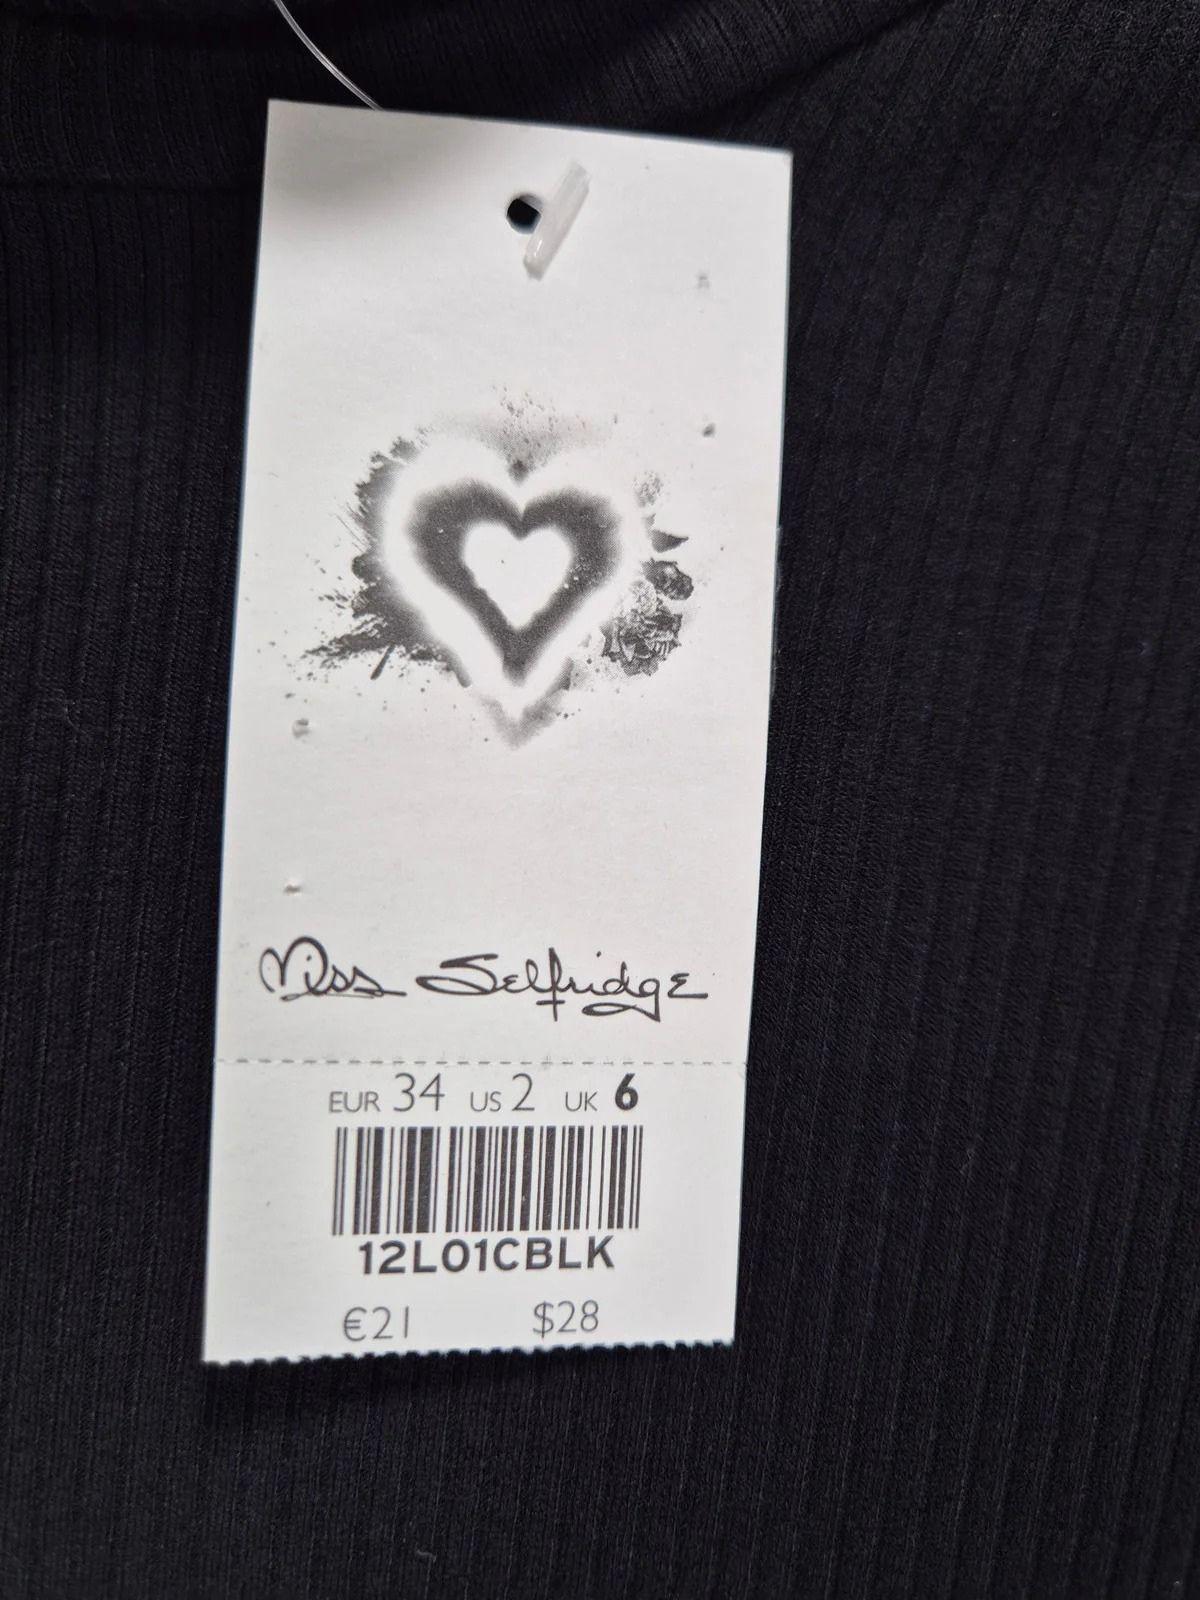 Miss Selfridge
EUR 34 US 2 UK 6
12L01CBLK
€21 $28